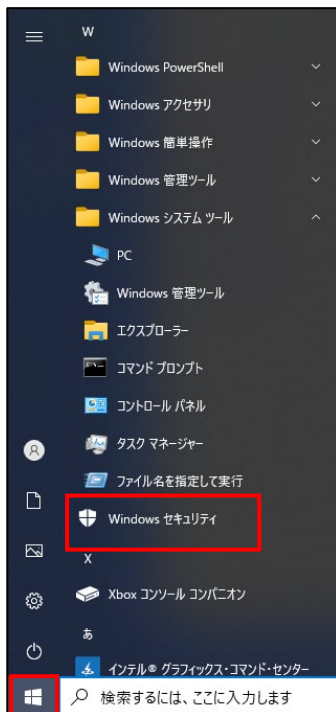 W
Windows PowerShell
Windows アクセサリ
Windows 簡単操作
Windows 管理ツール
Windows システム ツール
PC
Windows 管理ツール
エクスプローラー
コマンド プロンプト
コントロール パネル
タスク マネージャー
ファイル名を指定して実行
Windows セキュリティ
X
Xbox コンソール コンパニオン
あ
インテル® グラフィックス・コマンド・センター
検索するには、ここに入力します